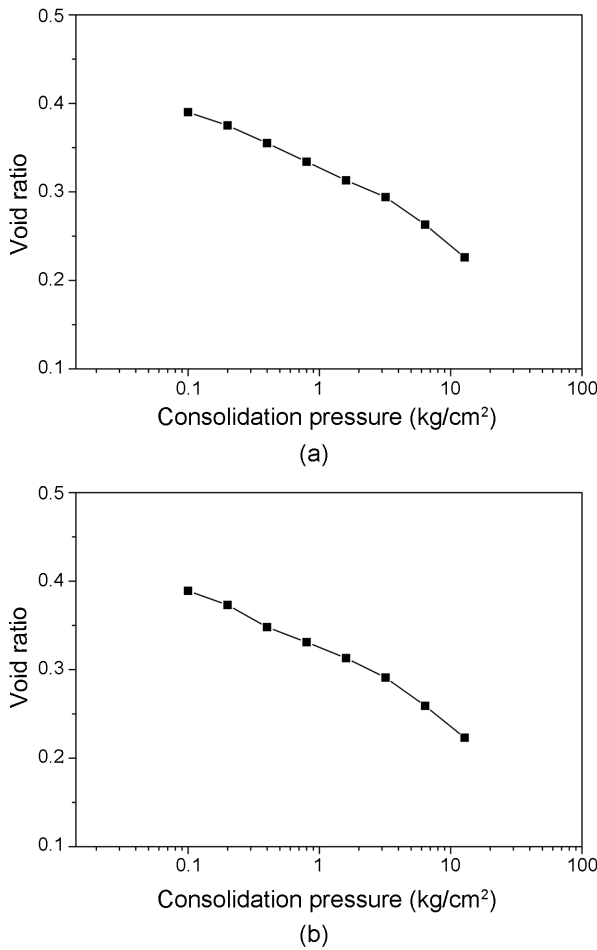 0.5
0.4
0.3
0.2
0.1
Void ratio
0.1 1 10 100
Consolidation pressure (kg/cm²)
(a)
0.5
0.4
0.3
0.2
0.1
Void ratio
0.1 1 10 100
Consolidation pressure (kg/cm²)
(b)